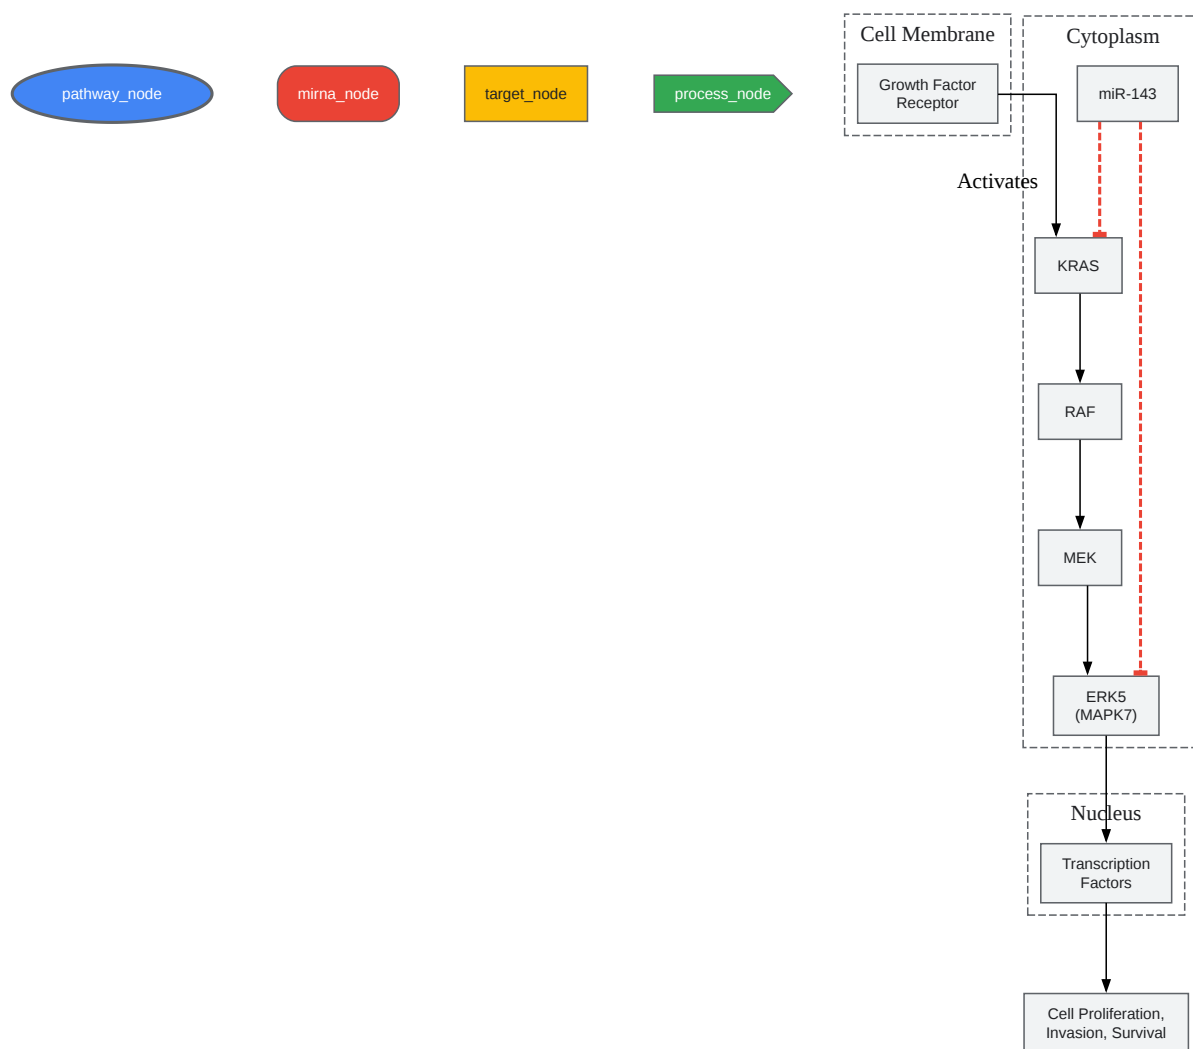 Cell Membrane
Cytoplasm
pathway_node
mirna_node
target_node
process_node
Growth Factor
Receptor
miR-143
Activates
KRAS
RAF
MEK
ERK5
(MAPK7)
Nucleus
Transcription
Factors
Cell Proliferation,
Invasion, Survival